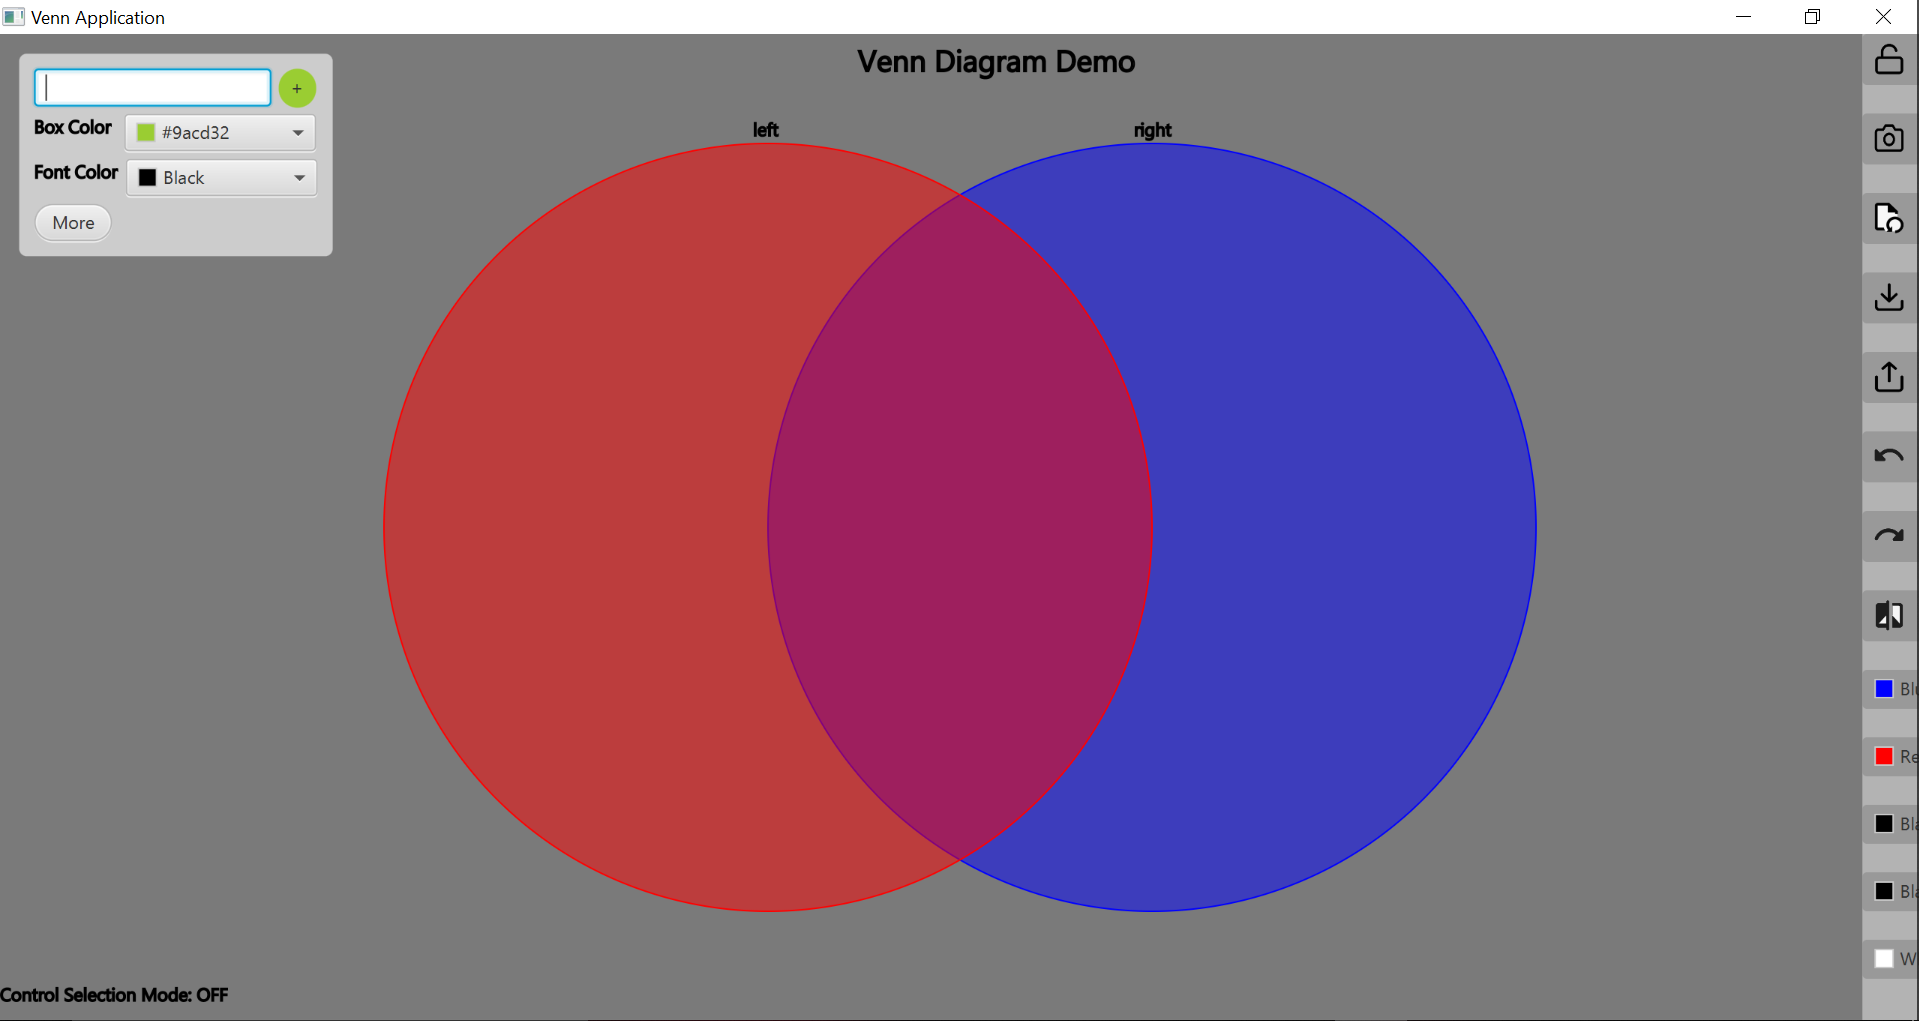 Venn Application
Venn Diagram Demo
+
Box Color
#9acd32
Font Color
Black
More
left
right
Control Selection Mode: OFF